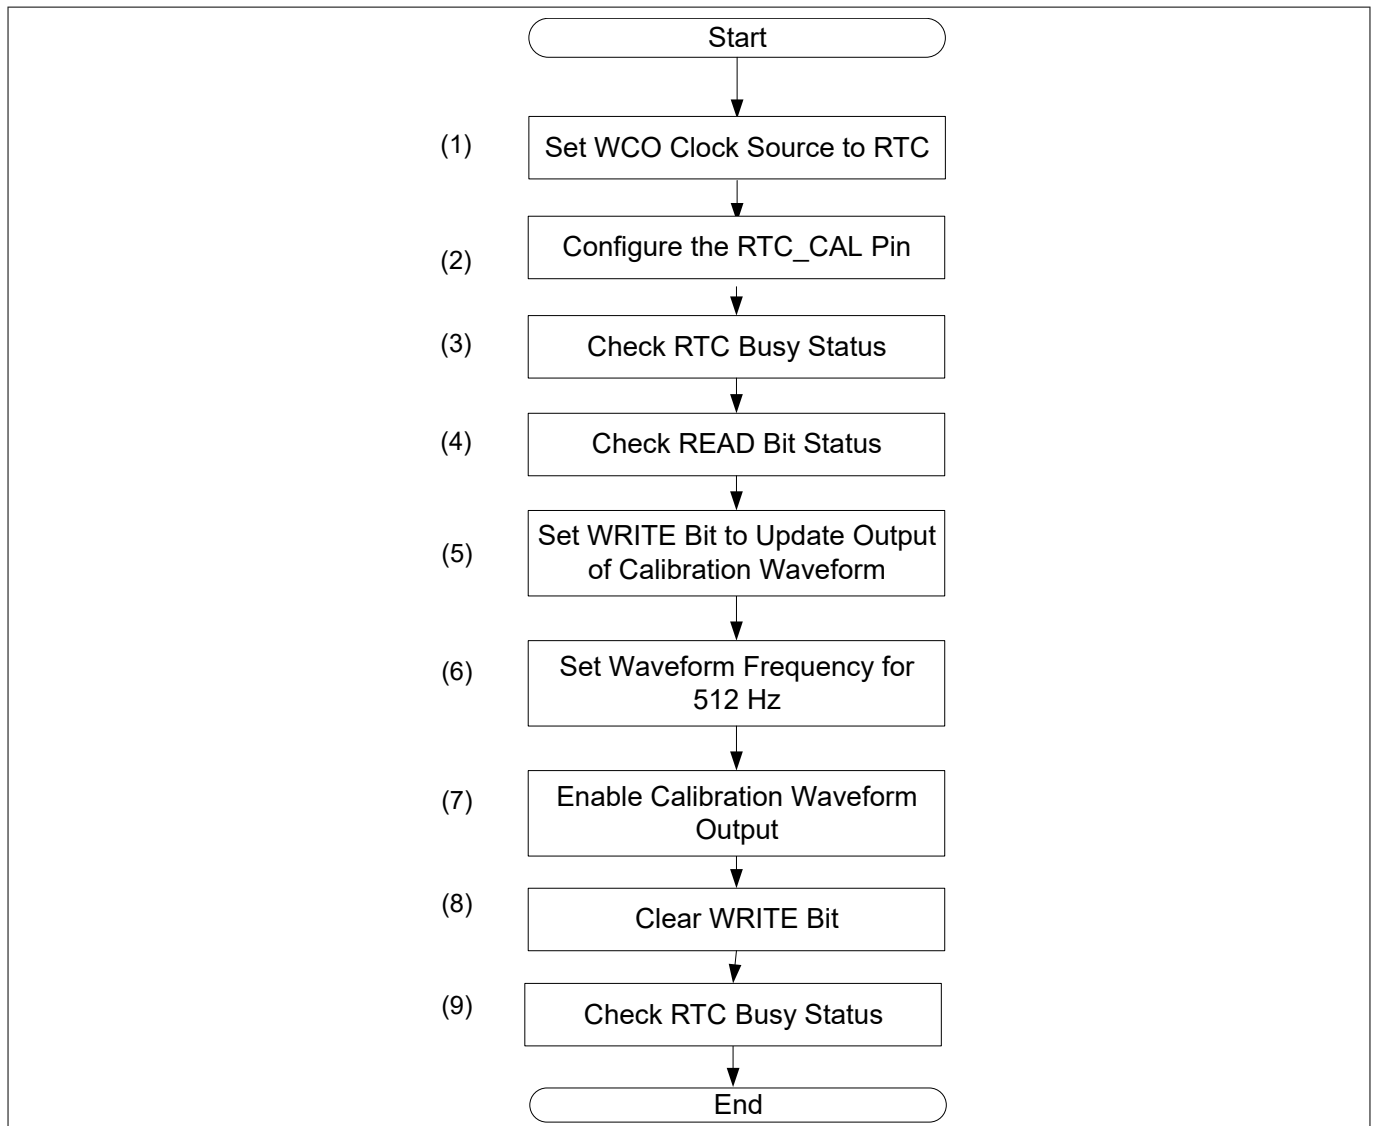 Start
(1)
Set WCO Clock Source to RTC
(2)
Configure the RTC_CAL Pin
(3)
Check RTC Busy Status
(4)
Check READ Bit Status
(5)
Set WRITE Bit to Update Output
of Calibration Waveform
(6)
Set Waveform Frequency for
512 Hz
(7)
Enable Calibration Waveform
Output
(8)
Clear WRITE Bit
(9)
Check RTC Busy Status
End